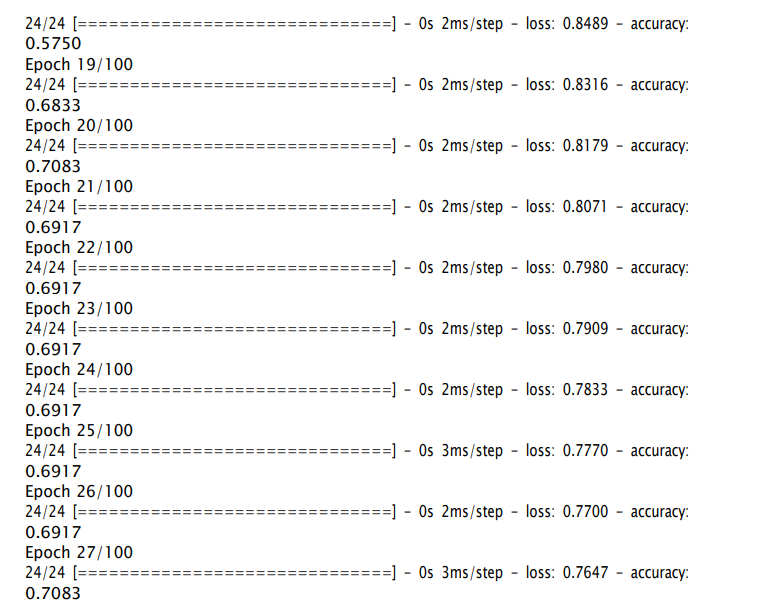 24/24 [==============================] - 0s 2ms/step - loss: 0.8489 - accuracy:
0.5750
Epoch 19/100
24/24 [==============================] - 0s 2ms/step - loss: 0.8316 - accuracy:
0.6833
Epoch 20/100
24/24 [==============================] - 0s 2ms/step - loss: 0.8179 - accuracy:
0.7083
Epoch 21/100
24/24 [==============================] - 0s 2ms/step - loss: 0.8071 - accuracy:
0.6917
Epoch 22/100
24/24 [==============================] - 0s 2ms/step - loss: 0.7980 - accuracy:
0.6917
Epoch 23/100
24/24 [==============================] - 0s 2ms/step - loss: 0.7909 - accuracy:
0.6917
Epoch 24/100
24/24 [==============================] - 0s 2ms/step - loss: 0.7833 - accuracy:
0.6917
Epoch 25/100
24/24 [==============================] - 0s 3ms/step - loss: 0.7770 - accuracy:
0.6917
Epoch 26/100
24/24 [==============================] - 0s 2ms/step - loss: 0.7700 - accuracy:
0.6917
Epoch 27/100
24/24 [==============================] - 0s 3ms/step - loss: 0.7647 - accuracy:
0.7083